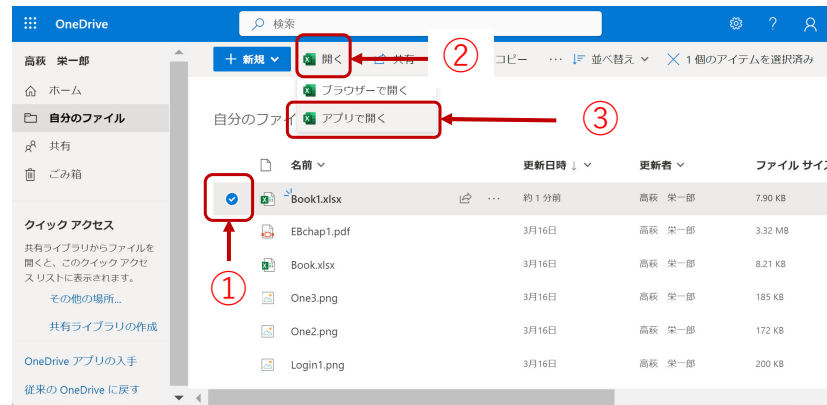 OneDrive
検索
?
高萩 栄一郎
ホーム
自分のファイル
共有
ごみ箱
クイック アクセス
共有ライブラリからファイルを
開くと、このクイック アクセ
ス リストに表示されます。
その他の場所...
共有ライブラリの作成
OneDrive アプリの入手
従来の OneDrive に戻す
＋ 新規 開く 共有 コピー ··· 並べ替え × 1 個のアイテムを選択済み
②
ブラウザーで開く
アプリで開く
③
自分のファイ
名前 更新日時 ↓ 更新者 ファイル サイズ
Book1.xlsx ··· 約 1 分前 高萩 栄一郎 7.90 KB
EBchap1.pdf 3月16日 高萩 栄一郎 3.32 MB
Book.xlsx 3月16日 高萩 栄一郎 8.21 KB
①
One3.png 3月16日 高萩 栄一郎 185 KB
One2.png 3月16日 高萩 栄一郎 172 KB
Login1.png 3月16日 高萩 栄一郎 200 KB